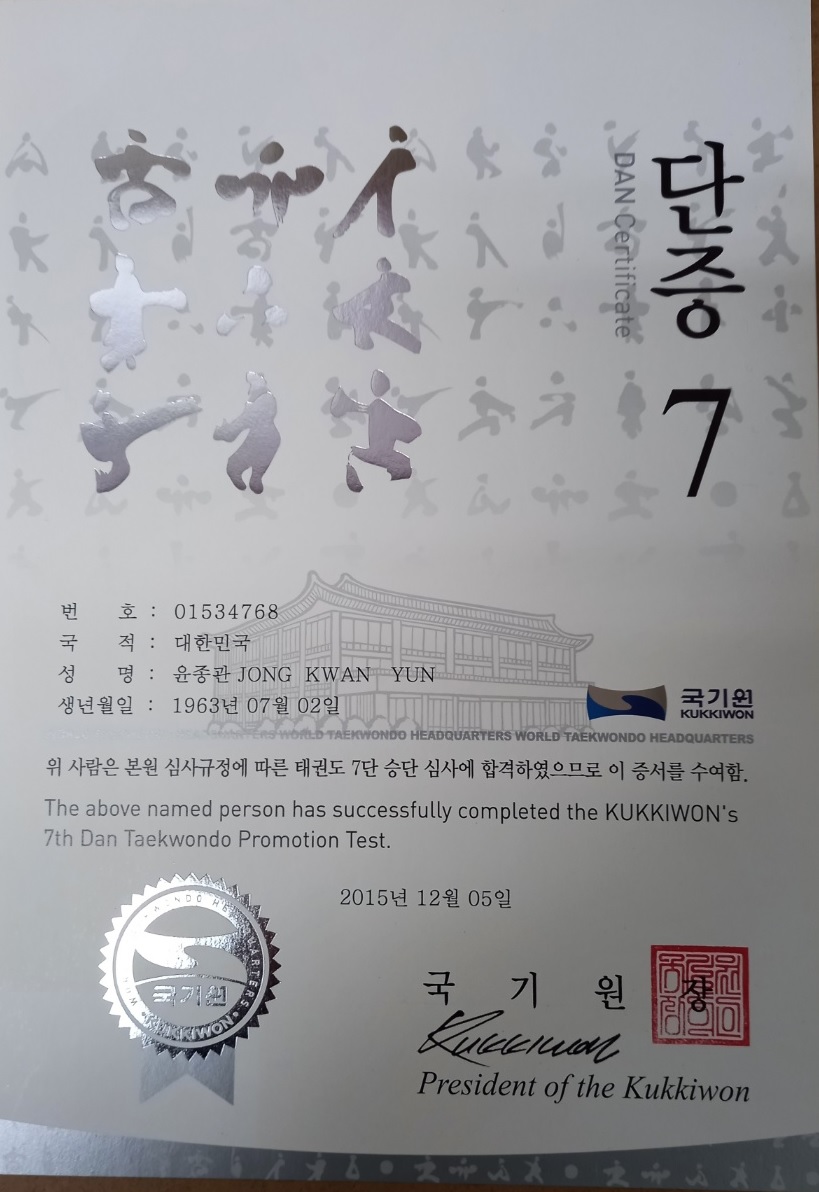 단증
DAN Certificate
7
번 호 : 01534768
국 적 : 대한민국
성 명 : 윤종관 JONG KWAN YUN
생년월일 : 1963년 07월 02일
국기원
KUKKIWON
WORLD TAEKWONDO HEADQUARTERS WORLD TAEKWONDO HEADQUARTERS
위 사람은 본원 심사규정에 따른 태권도 7단 승단 심사에 합격하였으므로 이 증서를 수여함.
The above named person has successfully completed the KUKKIWON's
7th Dan Taekwondo Promotion Test.
2015년 12월 05일
국기원
KUKKIWON
국 기 원 장
Kukkiwon
President of the Kukkiwon